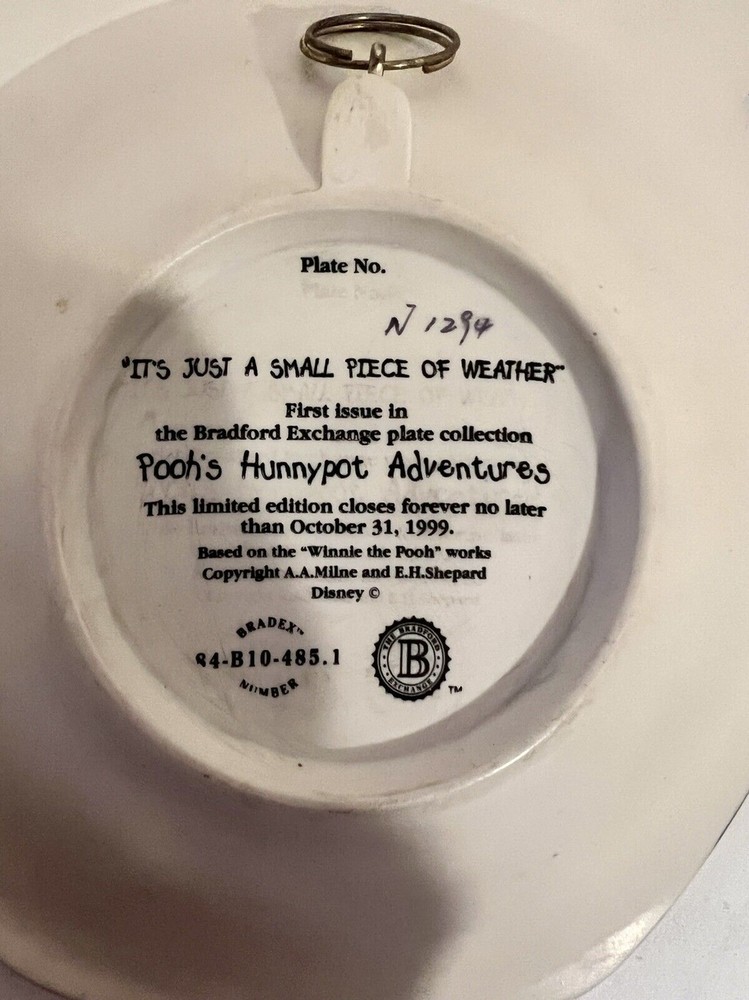 Plate No.
N 1294
"IT'S JUST A SMALL PIECE OF WEATHER"
First issue in
the Bradford Exchange plate collection
Pooh's Hunnypot Adventures
This limited edition closes forever no later
than October 31, 1999.
Based on the "Winnie the Pooh" works
Copyright A.A.Milne and E.H.Shepard
Disney ©
BRADEX™
84-B10-485.1
NUMBER
THE BRADFORD
B
EXCHANGE
™